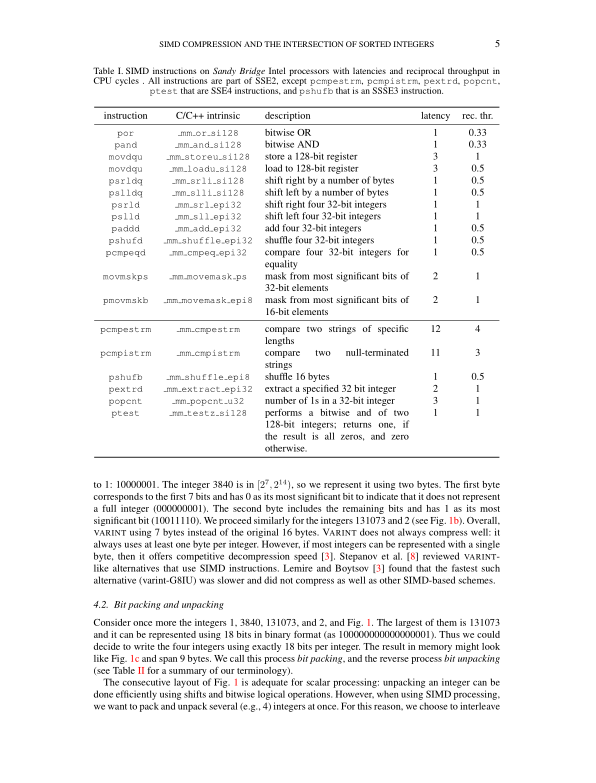 SIMD COMPRESSION AND THE INTERSECTION OF SORTED INTEGERS 5
Table I. SIMD instructions on Sandy Bridge Intel processors with latencies and reciprocal throughput in
CPU cycles . All instructions are part of SSE2, except pcmpestrm, pcmpistrm, pextrd, popcnt,
ptest that are SSE4 instructions, and pshufb that is an SSSE3 instruction.
instruction C/C++ intrinsic description latency rec. thr.
por _mm_or_si128 bitwise OR 1 0.33
pand _mm_and_si128 bitwise AND 1 0.33
movdqu _mm_storeu_si128 store a 128-bit register 3 1
movdqu _mm_loadu_si128 load to 128-bit register 3 0.5
psrldq _mm_srli_si128 shift right by a number of bytes 1 0.5
pslldq _mm_slli_si128 shift left by a number of bytes 1 0.5
psrld _mm_srl_epi32 shift right four 32-bit integers 1 1
pslld _mm_sll_epi32 shift left four 32-bit integers 1 1
paddd _mm_add_epi32 add four 32-bit integers 1 0.5
pshufd _mm_shuffle_epi32 shuffle four 32-bit integers 1 0.5
pcmpeqd _mm_cmpeq_epi32 compare four 32-bit integers for 1 0.5
equality
movmskps _mm_movemask_ps mask from most significant bits of 2 1
32-bit elements
pmovmskb _mm_movemask_epi8 mask from most significant bits of 2 1
16-bit elements
pcmpestrm _mm_cmpestrm compare two strings of specific 12 4
lengths
pcmpistrm _mm_cmpistrm compare two null-terminated 11 3
strings
pshufb _mm_shuffle_epi8 shuffle 16 bytes 1 0.5
pextrd _mm_extract_epi32 extract a specified 32 bit integer 2 1
popcnt _mm_popcnt_u32 number of 1s in a 32-bit integer 3 1
ptest _mm_testz_si128 performs a bitwise and of two 1 1
128-bit integers; returns one, if
the result is all zeros, and zero
otherwise.
to 1: 10000001. The integer 3840 is in [2⁷, 2¹⁴), so we represent it using two bytes. The first byte
corresponds to the first 7 bits and has 0 as its most significant bit to indicate that it does not represent
a full integer (000000001). The second byte includes the remaining bits and has 1 as its most
significant bit (10011110). We proceed similarly for the integers 131073 and 2 (see Fig. 1b). Overall,
VARINT using 7 bytes instead of the original 16 bytes. VARINT does not always compress well: it
always uses at least one byte per integer. However, if most integers can be represented with a single
byte, then it offers competitive decompression speed [3]. Stepanov et al. [8] reviewed VARINT-
like alternatives that use SIMD instructions. Lemire and Boytsov [3] found that the fastest such
alternative (varint-G8IU) was slower and did not compress as well as other SIMD-based schemes.
4.2. Bit packing and unpacking
Consider once more the integers 1, 3840, 131073, and 2, and Fig. 1. The largest of them is 131073
and it can be represented using 18 bits in binary format (as 100000000000000001). Thus we could
decide to write the four integers using exactly 18 bits per integer. The result in memory might look
like Fig. 1c and span 9 bytes. We call this process bit packing, and the reverse process bit unpacking
(see Table II for a summary of our terminology).
The consecutive layout of Fig. 1 is adequate for scalar processing: unpacking an integer can be
done efficiently using shifts and bitwise logical operations. However, when using SIMD processing,
we want to pack and unpack several (e.g., 4) integers at once. For this reason, we choose to interleave